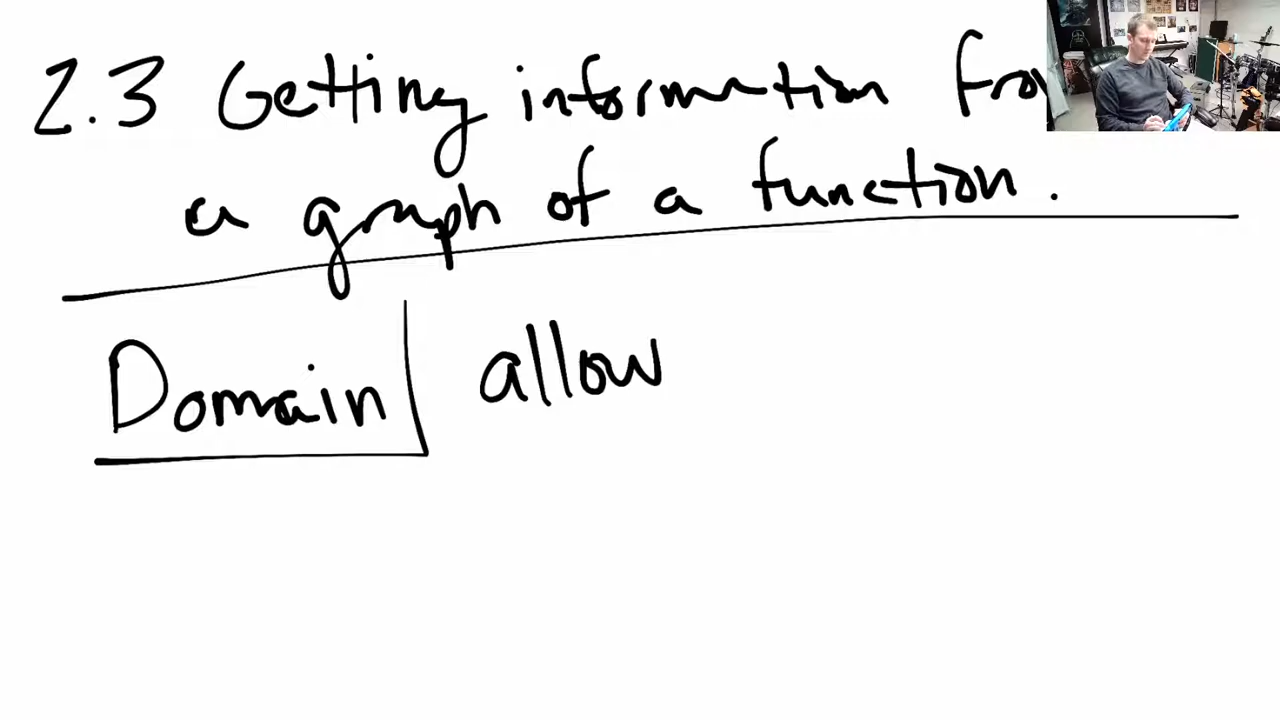 2.3 Getting information fro
a graph of a function.
Domain allow